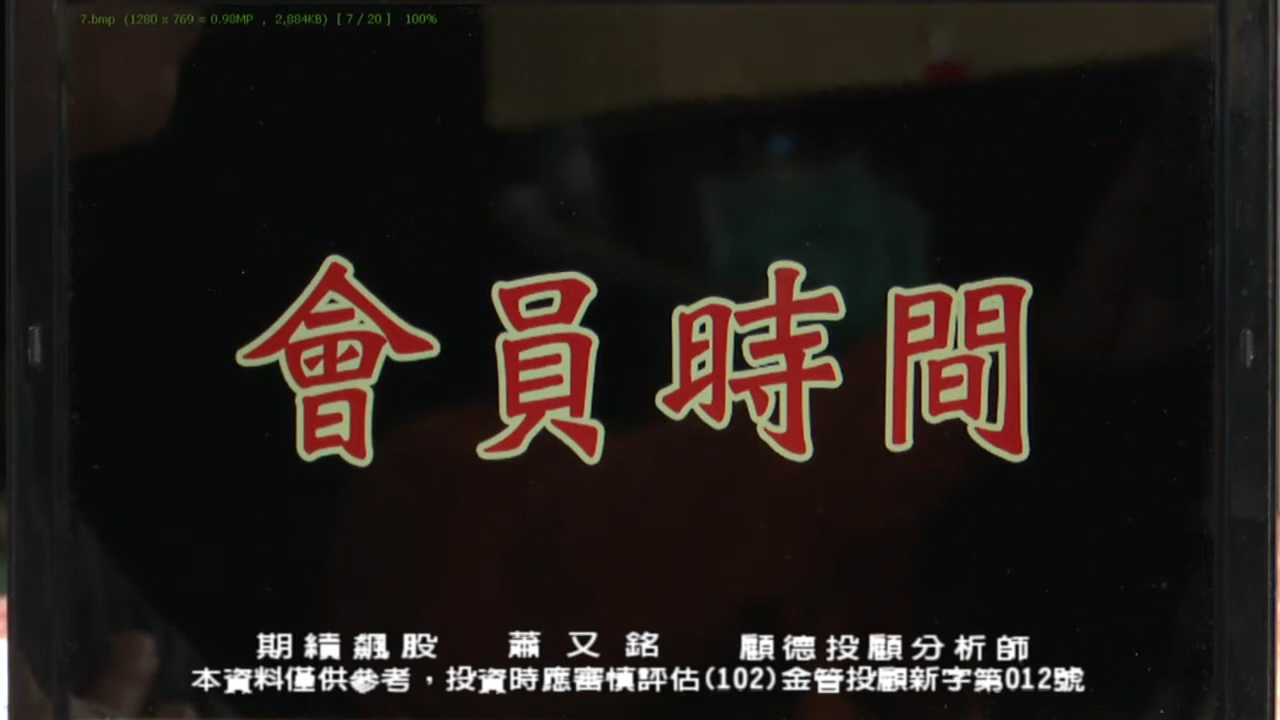 7.bmp (1280 x 769 = 0.98MP , 2,884KB) [ 7 / 20 ] 100%
會員時間
期續飆股 蕭又銘 顧德投顧分析師
本資料僅供參考，投資時應審慎評估(102)金管投顧新字第012號